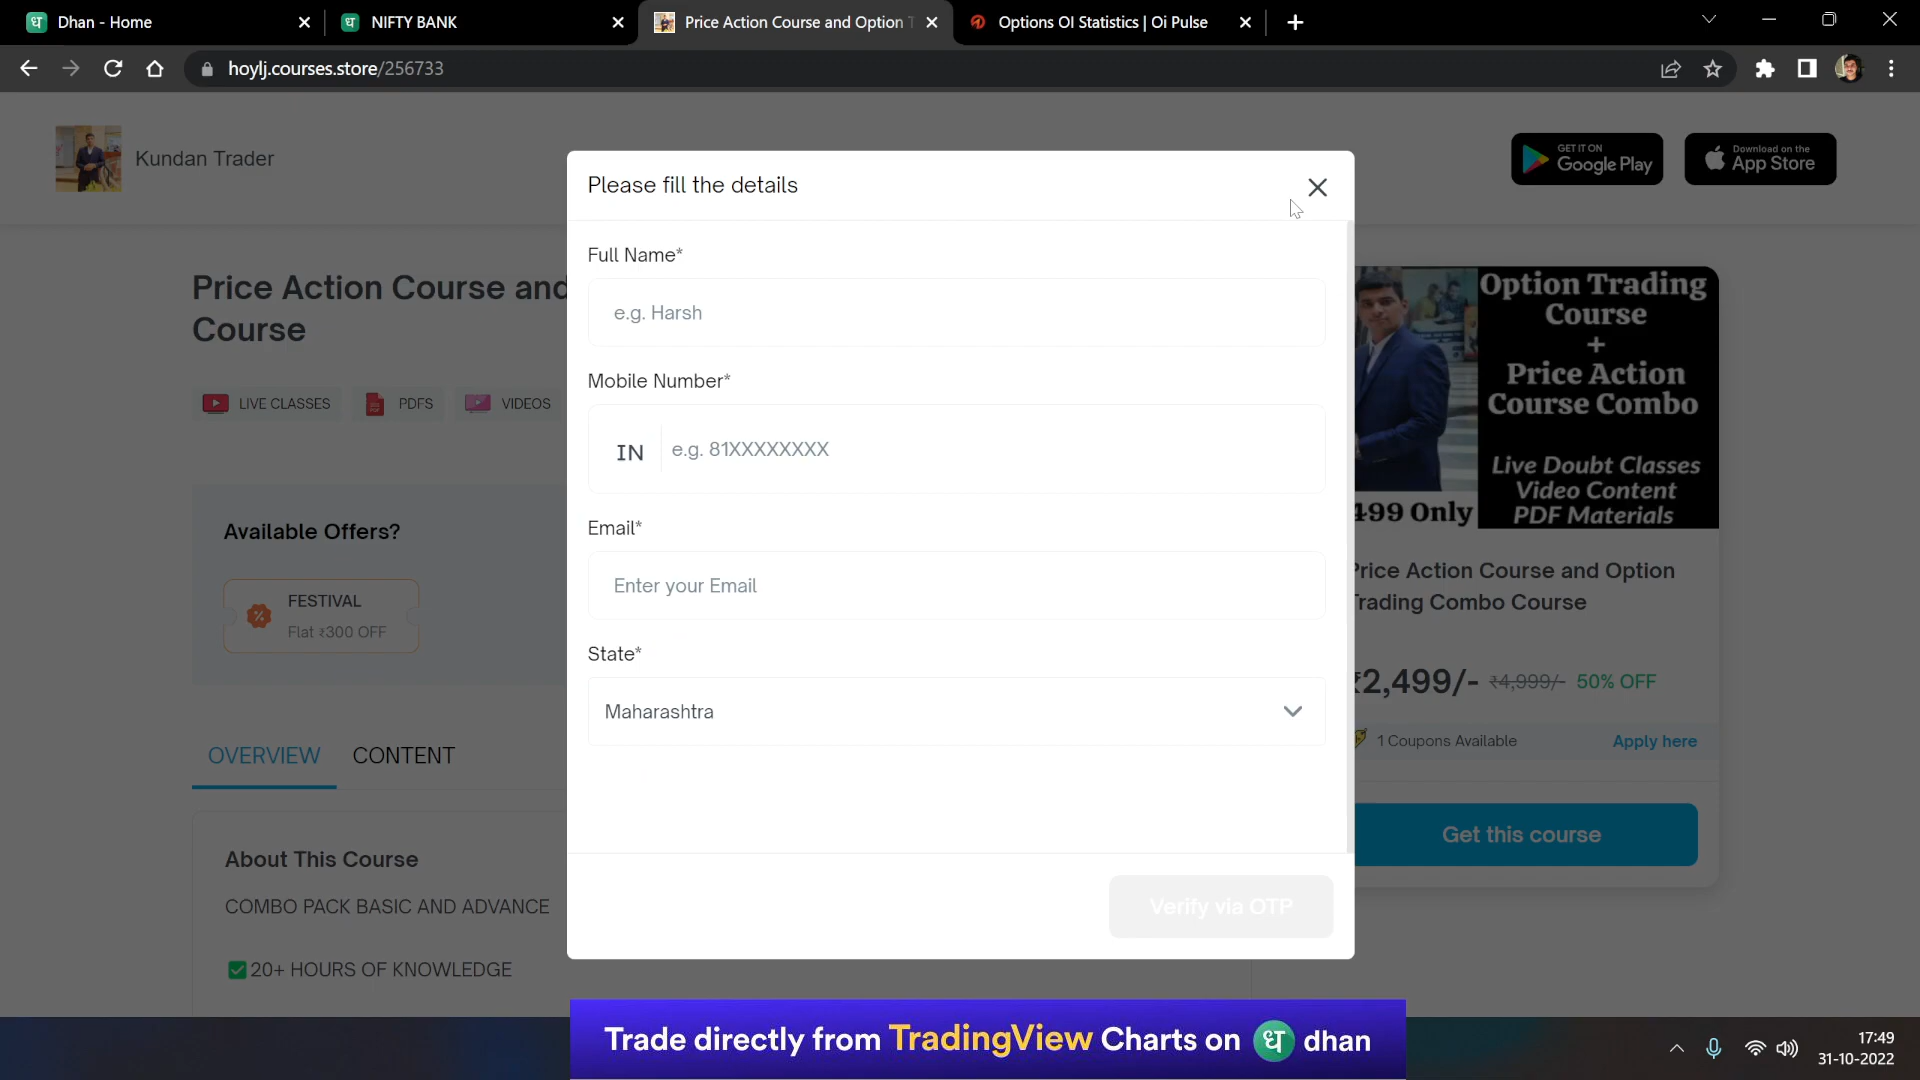 Dhan - Home
NIFTY BANK
Price Action Course and Option T
Options OI Statistics | Oi Pulse
hoylj.courses.store/256733
Kundan Trader
GET IT ON
Google Play
Download on the
App Store
Please fill the details
Full Name*
e.g. Harsh
Mobile Number*
IN e.g. 81XXXXXXXX
Email*
Enter your Email
State*
Maharashtra
Verify via OTP
Price Action Course and
Course
LIVE CLASSES
PDFS
VIDEOS
Available Offers?
FESTIVAL
Flat ₹300 OFF
OVERVIEW CONTENT
About This Course
COMBO PACK BASIC AND ADVANCE
✅20+ HOURS OF KNOWLEDGE
Option Trading
Course
+
Price Action
Course Combo
Live Doubt Classes
Video Content
PDF Materials
499 Only
Price Action Course and Option
Trading Combo Course
₹2,499/- ₹4,999/- 50% OFF
1 Coupons Available Apply here
Get this course
Trade directly from TradingView Charts on ध dhan
17:49
31-10-2022